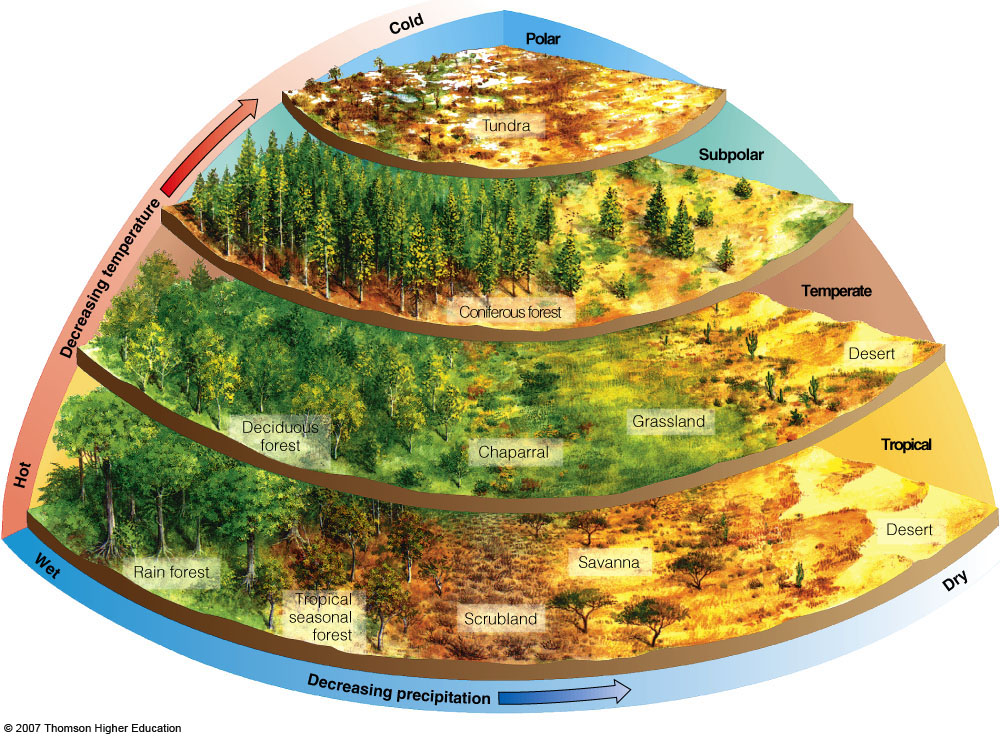 Cold
Polar
Tundra
Subpolar
Decreasing temperature
Coniferous forest
Temperate
Desert
Deciduous
forest
Chaparral
Grassland
Tropical
Hot
Rain forest
Tropical
seasonal
forest
Scrubland
Savanna
Desert
Wet
Dry
Decreasing precipitation
© 2007 Thomson Higher Education